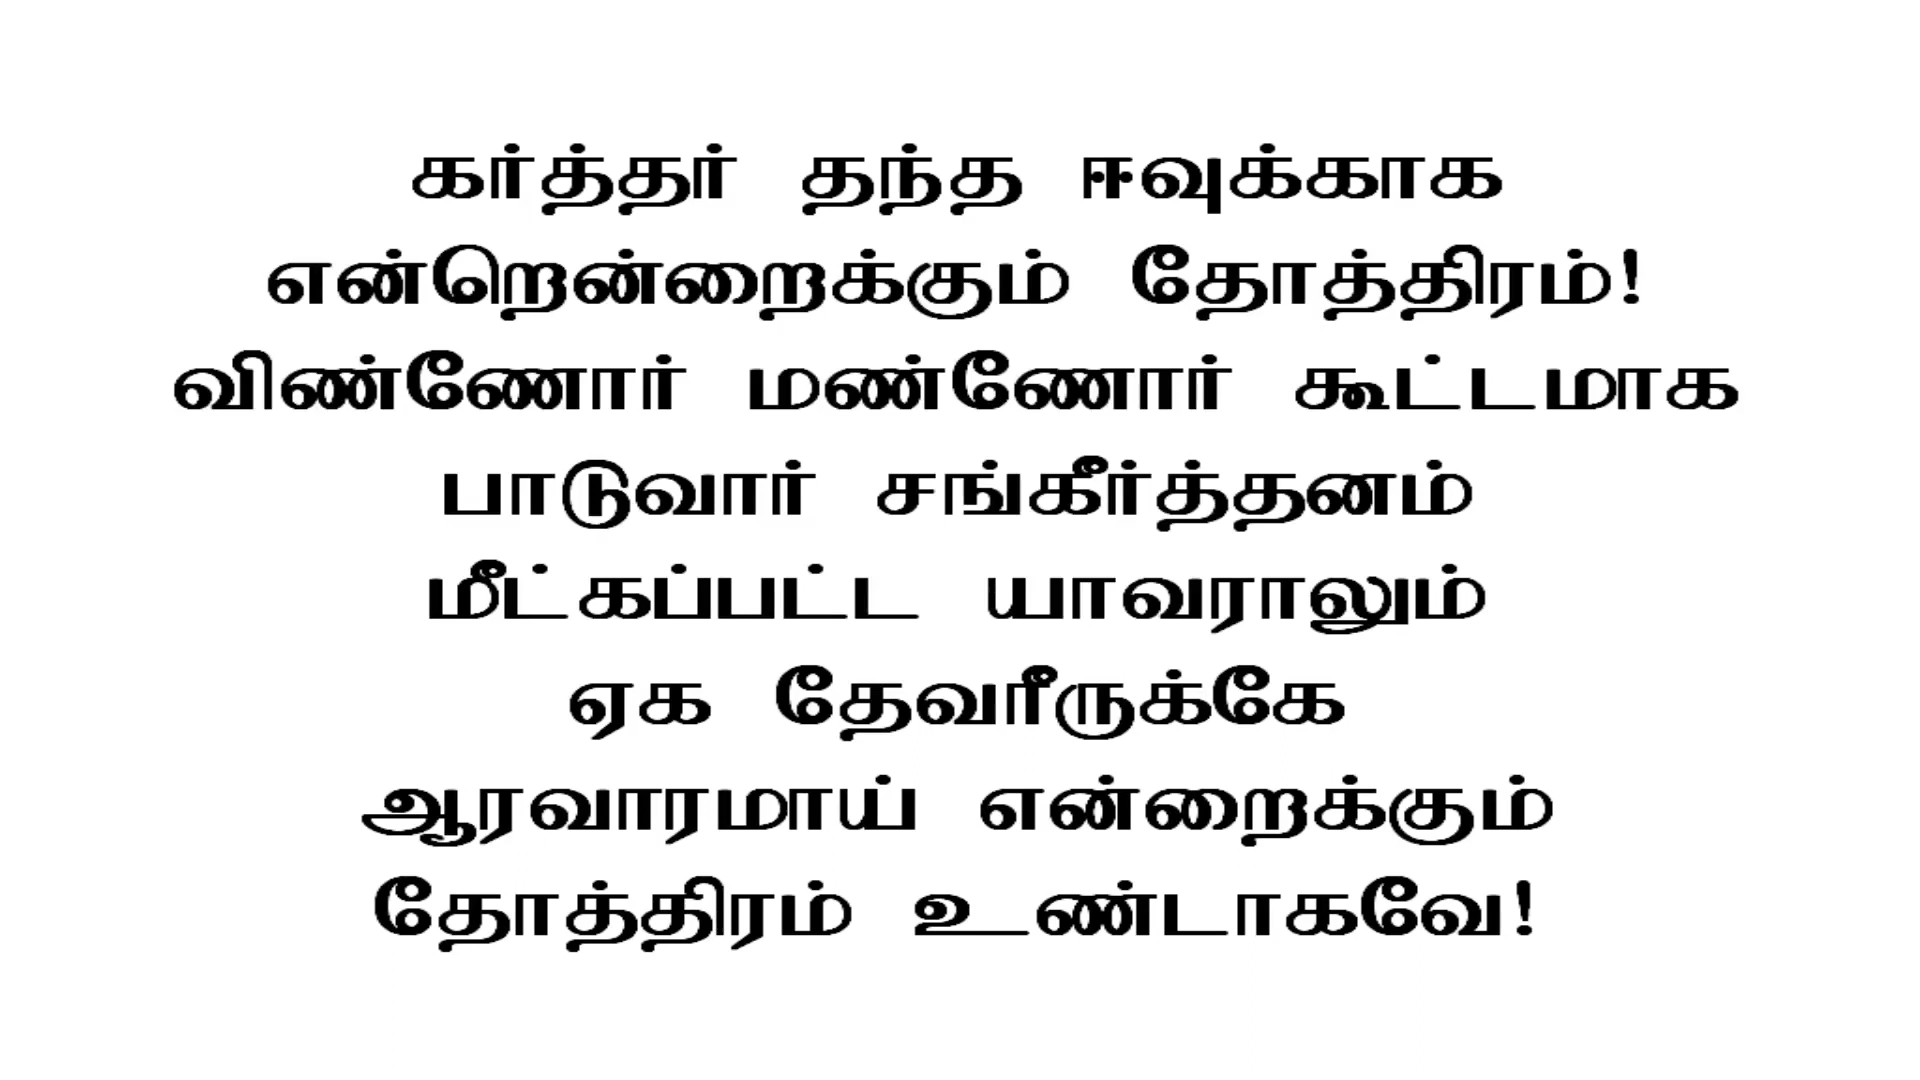 கர்த்தர் தந்த ஈவுக்காக
என்றென்றைக்கும் தோத்திரம்!
விண்ணோர் மண்ணோர் கூட்டமாக
பாடுவார் சங்கீர்த்தனம்
மீட்கப்பட்ட யாவராலும்
ஏக தேவரீருக்கே
ஆரவாரமாய் என்றைக்கும்
தோத்திரம் உண்டாகவே!